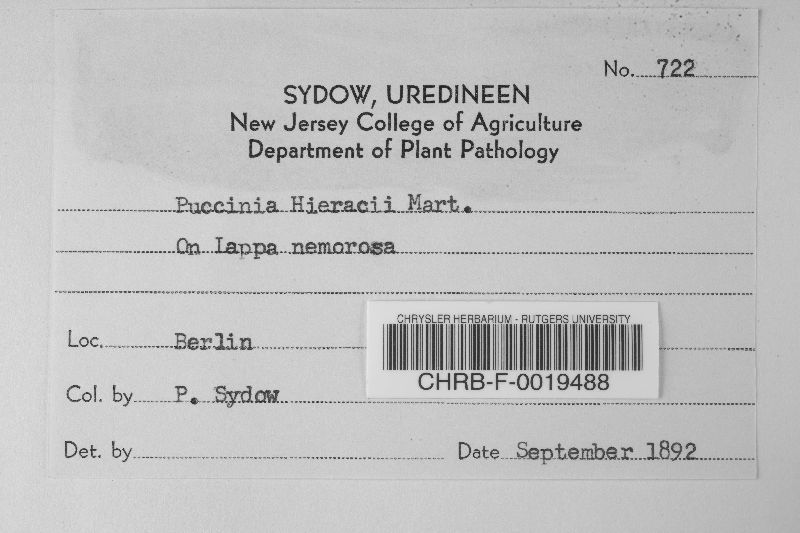 No. 722
SYDOW, UREDINEEN
New Jersey College of Agriculture
Department of Plant Pathology
Puccinia Hieracii Mart.
On Lappa nemorosa
CHRYSLER HERBARIUM - RUTGERS UNIVERSITY
Loc. Berlin
CHRB-F-0019488
Col. by P. Sydow
Det. by
Date September 1892